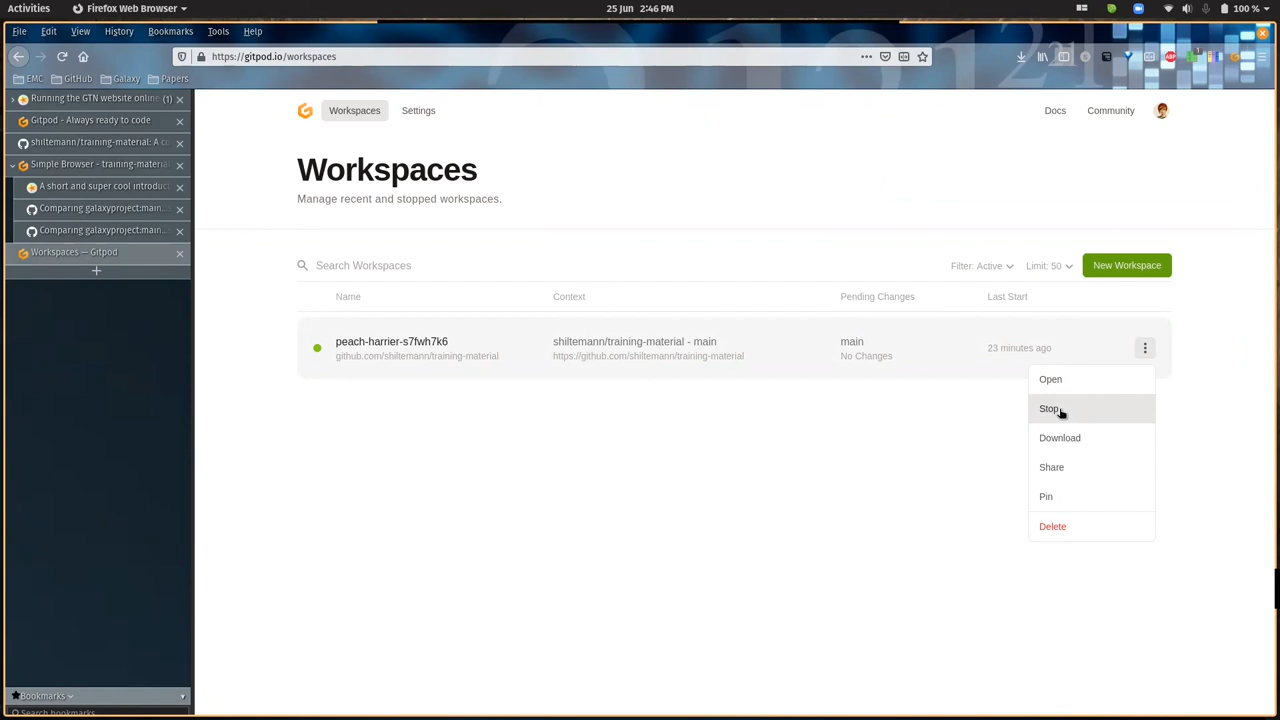 Activities
Firefox Web Browser
25 Jun 2:46 PM
100 %
File Edit View History Bookmarks Tools Help
https://gitpod.io/workspaces
EMC GitHub Galaxy Papers
Running the GTN website online (1)
Gitpod - Always ready to code
shiltemann/training-material: A co
Simple Browser - training-materia
A short and super cool introduc
Comparing galaxyproject:main...
Comparing galaxyproject:main...
Workspaces — Gitpod
Bookmarks
Search bookmarks
Workspaces Settings
Docs Community
Workspaces
Manage recent and stopped workspaces.
Search Workspaces
Filter: Active Limit: 50 New Workspace
Name Context Pending Changes Last Start
peach-harrier-s7fwh7k6 shiltemann/training-material - main main
23 minutes ago
github.com/shiltemann/training-material https://github.com/shiltemann/training-material No Changes
Open
Stop
Download
Share
Pin
Delete